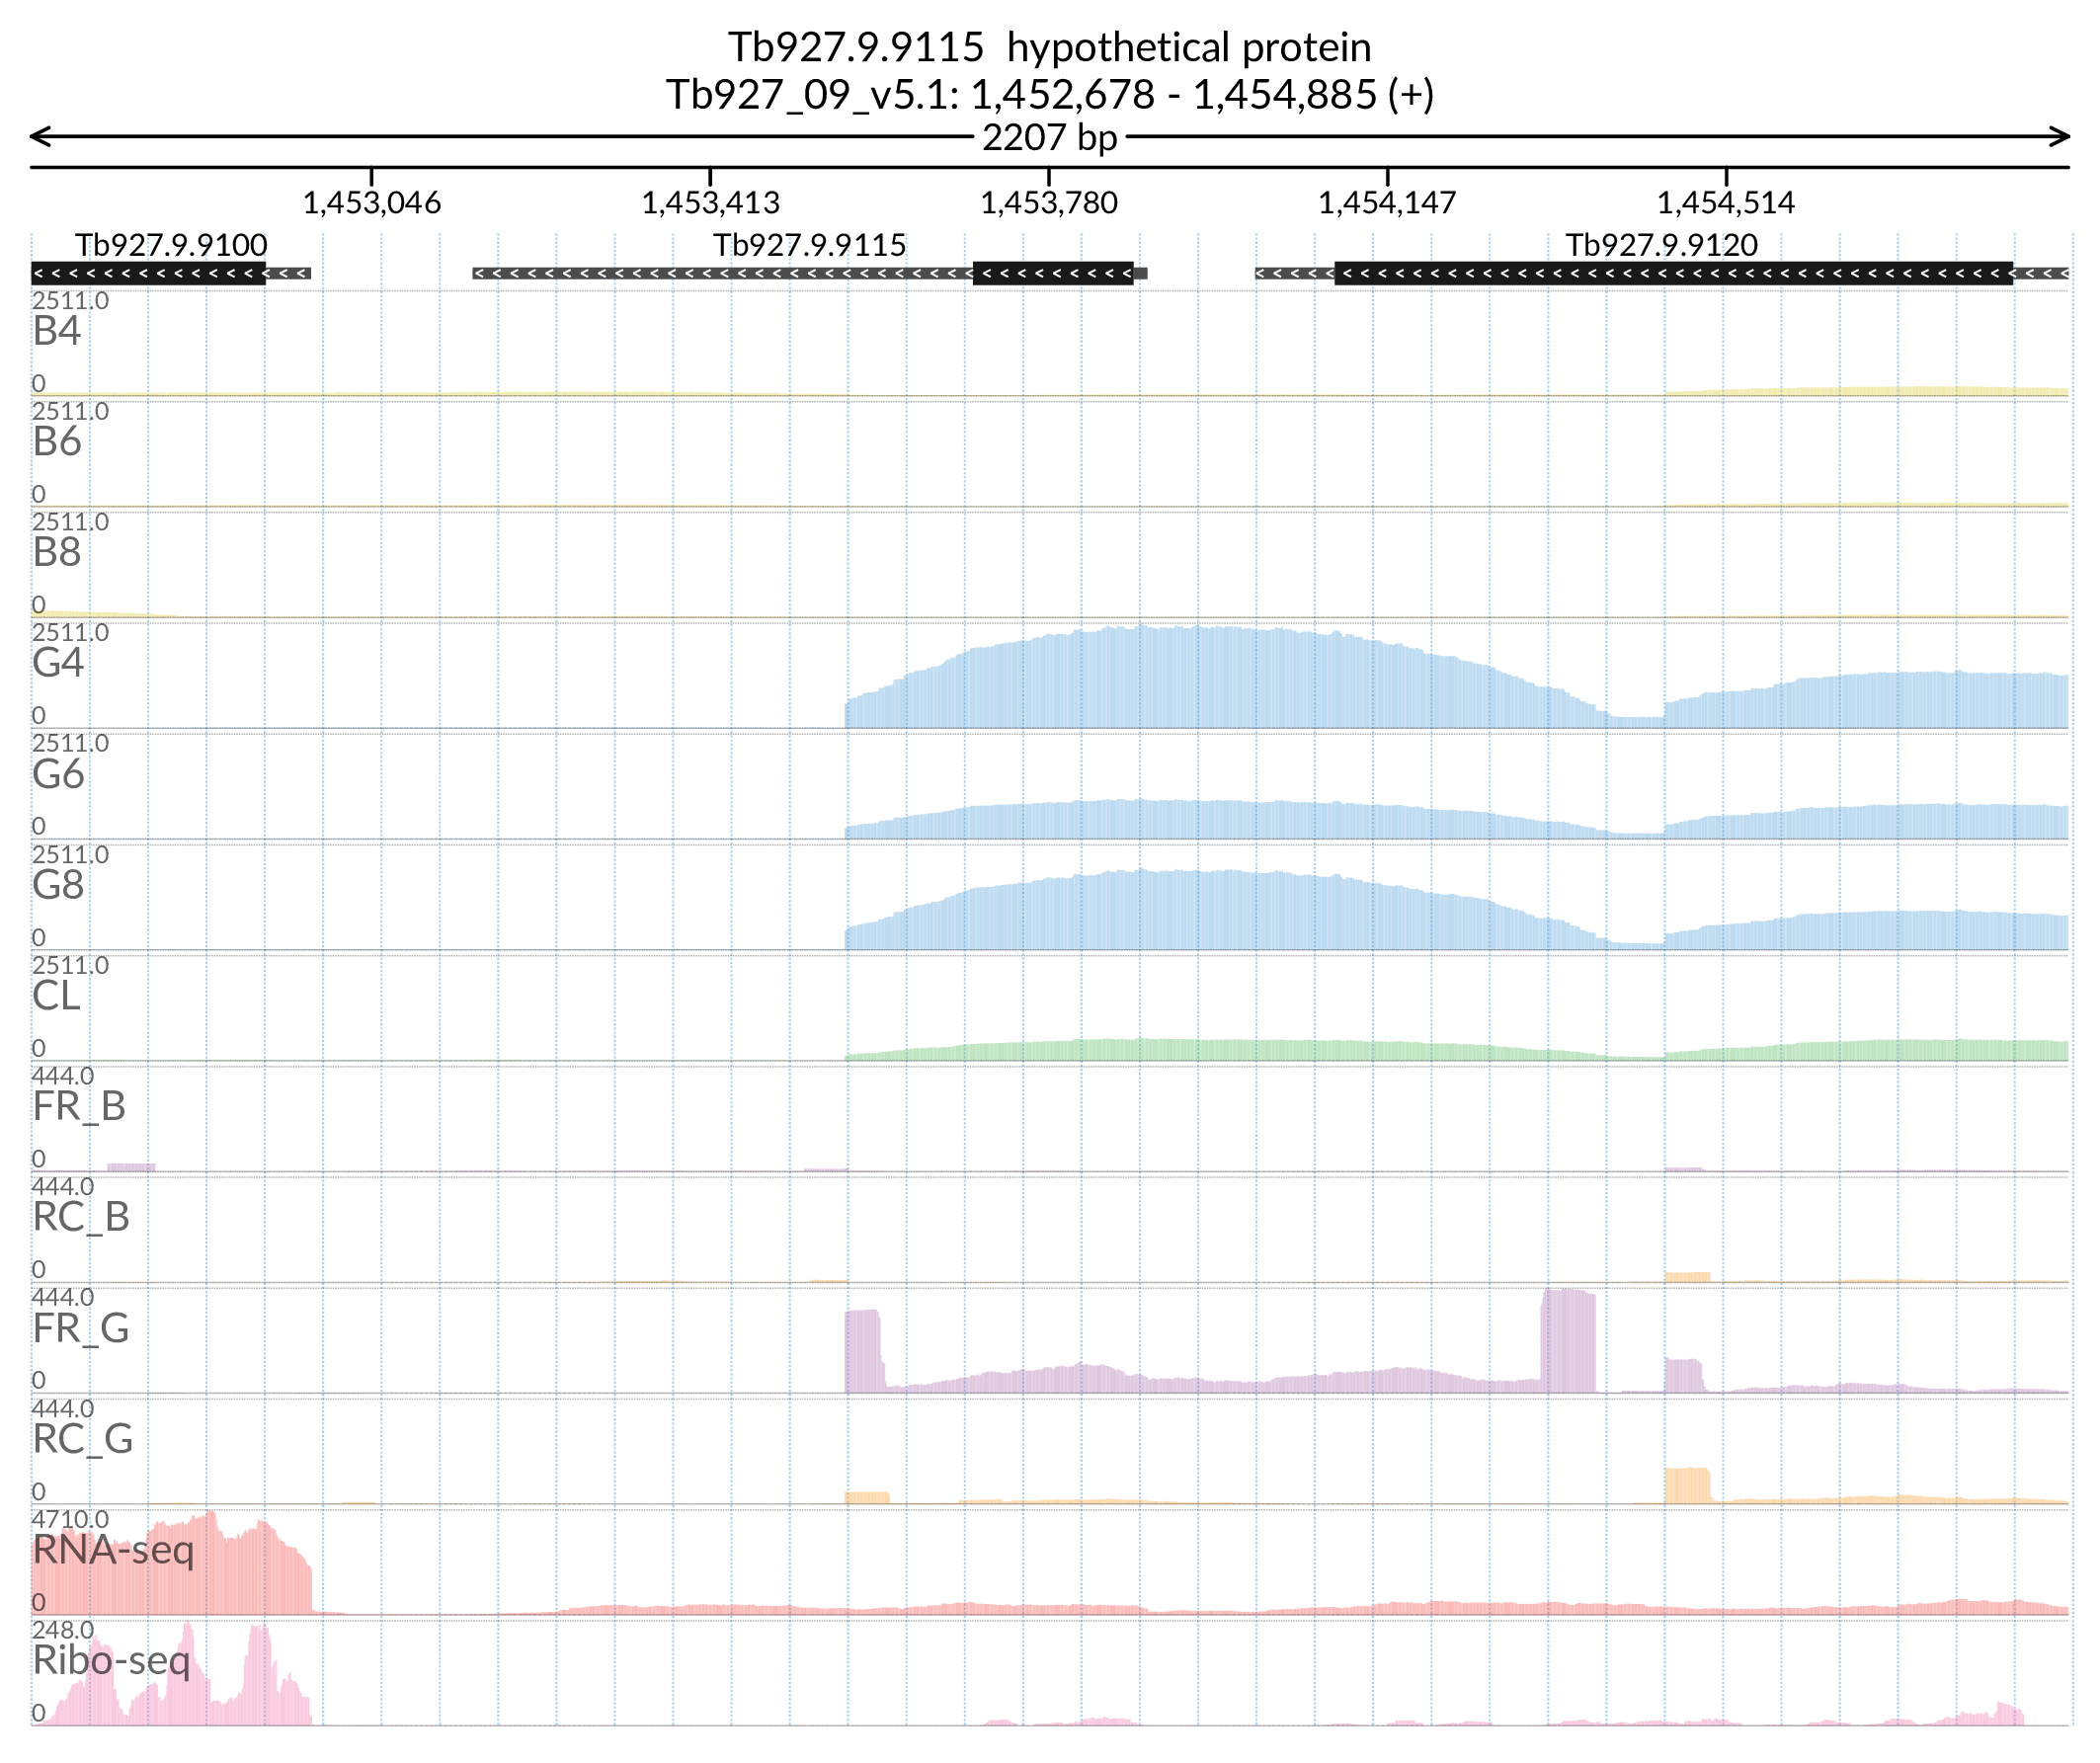 Tb927.9.9115  hypothetical protein
Tb927_09_v5.1: 1,452,678 - 1,454,885 (+)
2207 bp
1,453,046 1,453,413 1,453,780 1,454,147 1,454,514
Tb927.9.9100 Tb927.9.9115 Tb927.9.9120
2511.0
B4
0
2511.0
B6
0
2511.0
B8
0
2511.0
G4
0
2511.0
G6
0
2511.0
G8
0
2511.0
CL
0
444.0
FR_B
0
444.0
RC_B
0
444.0
FR_G
0
444.0
RC_G
0
4710.0
RNA-seq
0
248.0
Ribo-seq
0